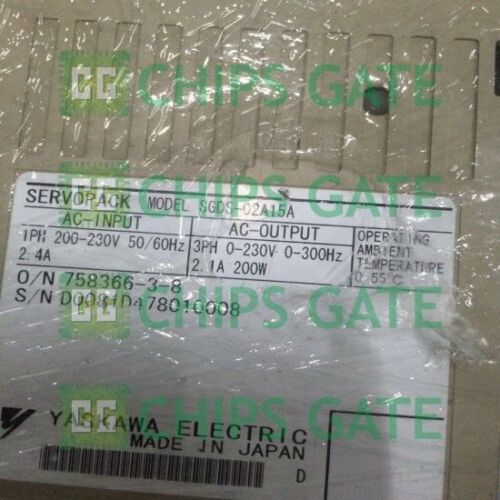 CHIPS GATE
CHIPS GATE
SERVOPACK MODEL SGDS-02A15A
AC-INPUT AC-OUTPUT OPERATING AMBIENT TEMPERATURE 0-55°C
1PH 200-230V 50/60Hz 3PH 0-230V 0-300Hz
2.4A 2.1A 200W
O/N 758366-3-8
S/N D0081D478010008
CHIPS GATE
CHIPS GATE
YASKAWA ELECTRIC
MADE IN JAPAN
D
CHIPS GATE